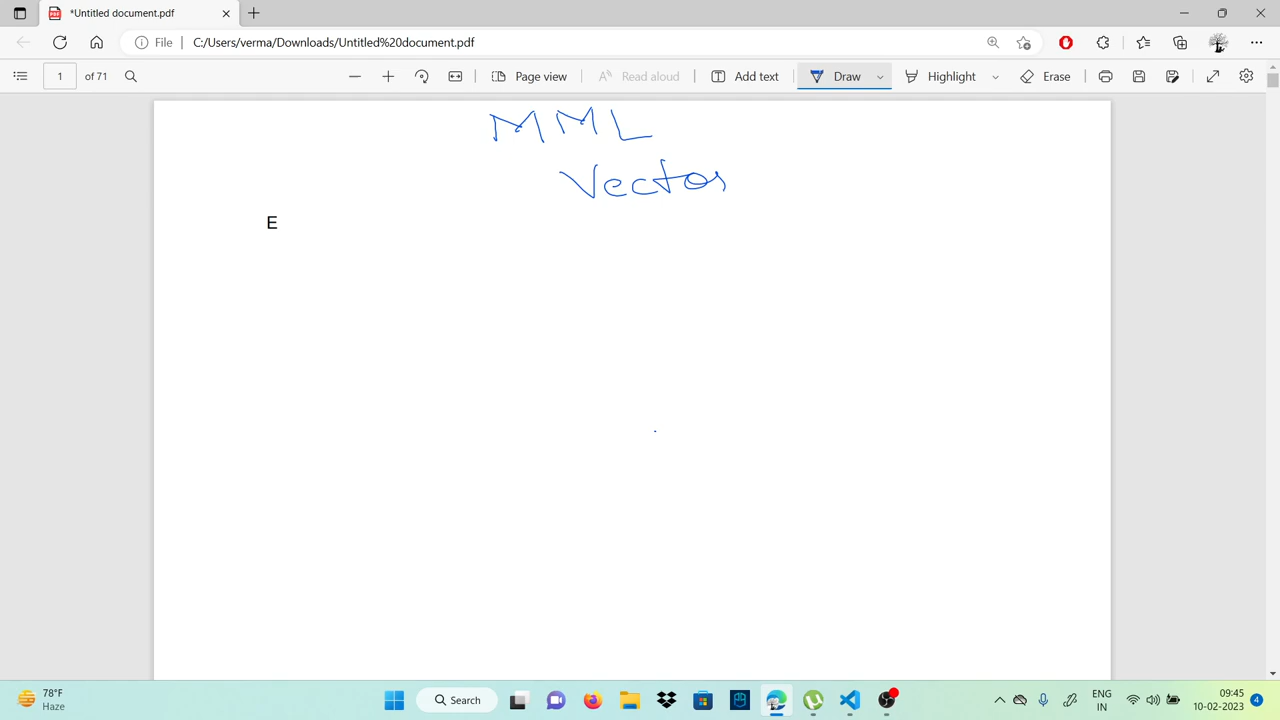 *Untitled document.pdf
File
C:/Users/verma/Downloads/Untitled%20document.pdf
1 of 71
Page view
Read aloud
Add text
Draw
Highlight
Erase
MML
Vector
E
78°F
Haze
Search
ENG
IN
09:45
10-02-2023
4